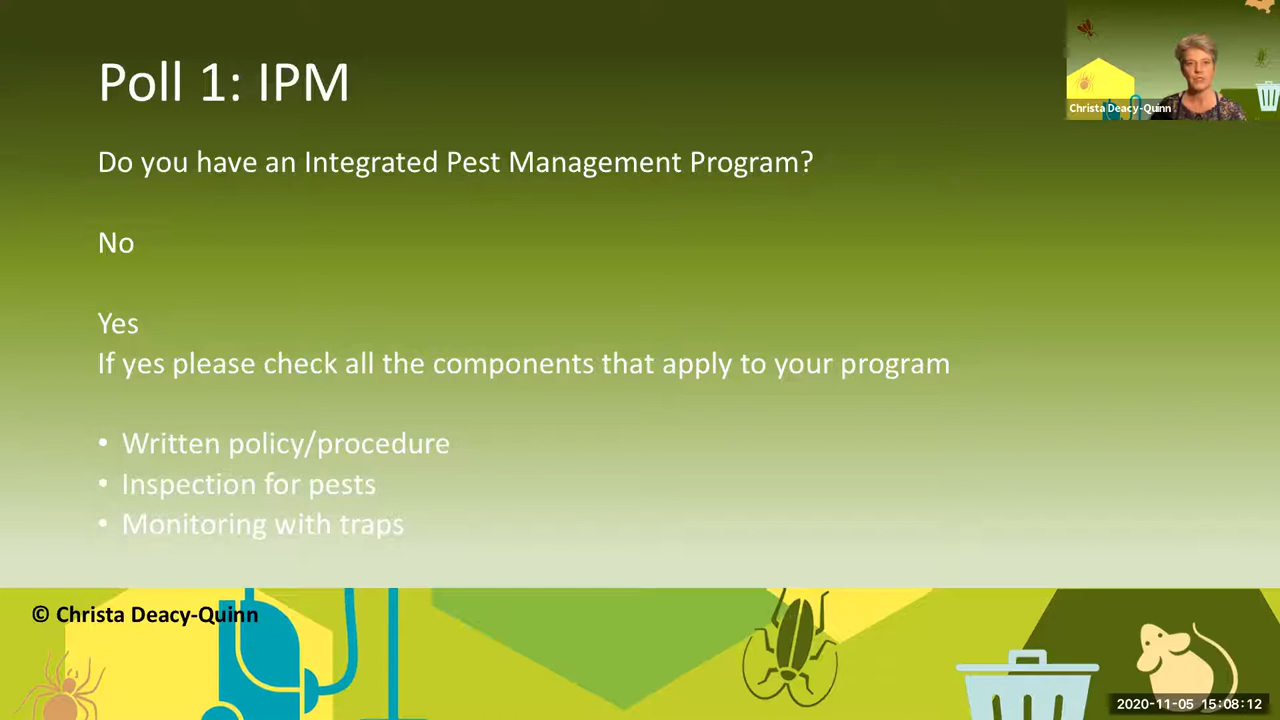 Poll 1: IPM
Christa Deacy-Quinn
Do you have an Integrated Pest Management Program?
No
Yes
If yes please check all the components that apply to your program
• Written policy/procedure
• Inspection for pests
• Monitoring with traps
© Christa Deacy-Quinn
2020-11-05 15:08:12